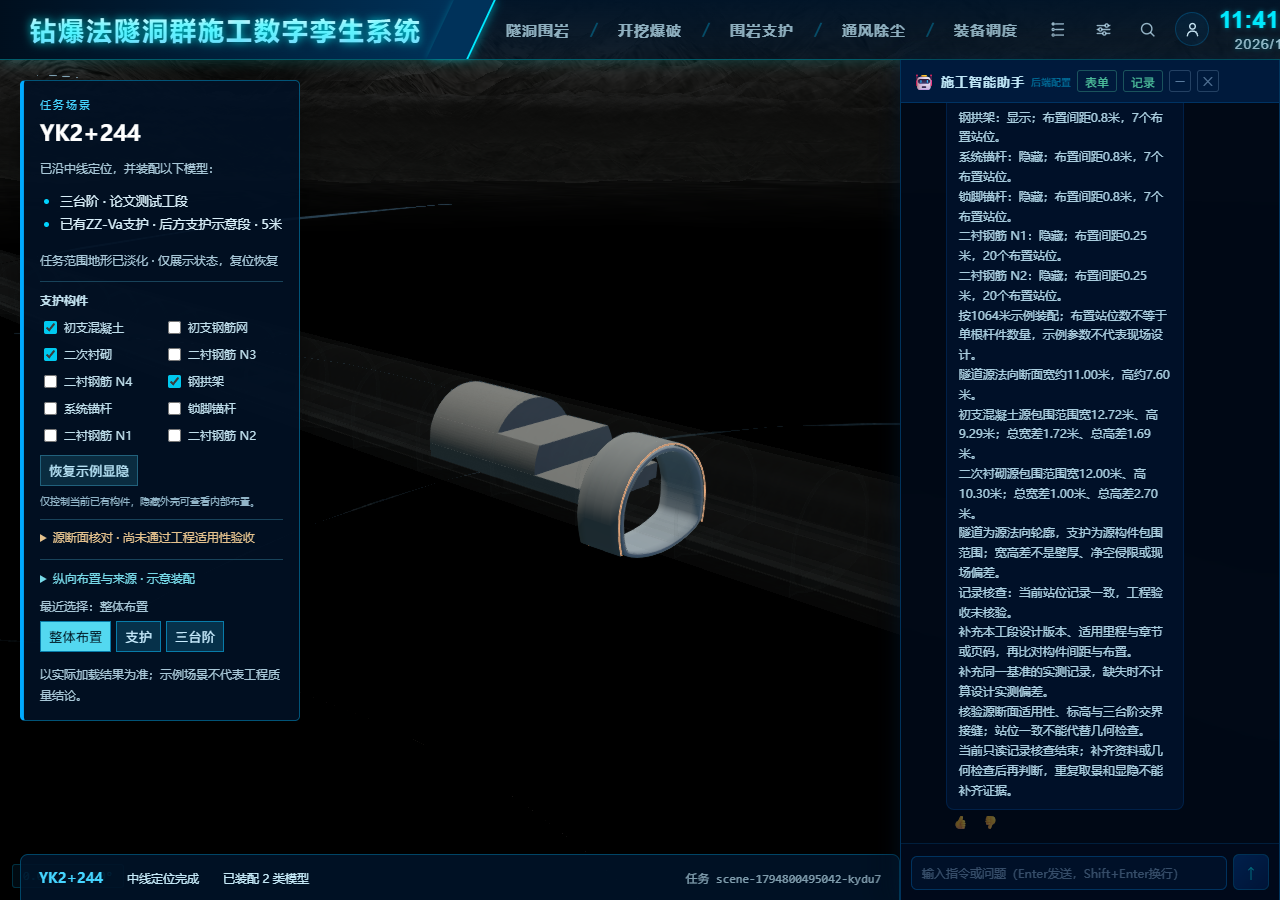 钻爆法隧洞群施工数字孪生系统
隧洞围岩 / 开挖爆破 / 围岩支护 / 通风除尘 / 装备调度
11:41
2026/1
任务场景
YK2+244
已沿中线定位，并装配以下模型：
三台阶 · 论文测试工段
已有ZZ-Va支护 · 后方支护示意段 · 5米
任务范围地形已淡化 · 仅展示状态，复位恢复
支护构件
初支混凝土 初支钢筋网
二次衬砌 二衬钢筋 N3
二衬钢筋 N4 钢拱架
系统锚杆 锁脚锚杆
二衬钢筋 N1 二衬钢筋 N2
恢复示例显隐
仅控制当前已有构件，隐藏外壳可查看内部布置。
源断面核对 · 尚未通过工程适用性验收
纵向布置与来源 · 示意装配
最近选择：整体布置
整体布置 支护 三台阶
以实际加载结果为准；示例场景不代表工程质
量结论。
YK2+244 中线定位完成 已装配 2 类模型 任务 scene-1794800495042-kydu7
施工智能助手 后端配置 表单 记录
钢拱架：显示；布置间距0.8米，7个布
置站位。
系统锚杆：隐藏；布置间距0.8米，7个
布置站位。
锁脚锚杆：隐藏；布置间距0.8米，7个
布置站位。
二衬钢筋 N1：隐藏；布置间距0.25
米，20个布置站位。
二衬钢筋 N2：隐藏；布置间距0.25
米，20个布置站位。
按1064米示例装配；布置站位数不等于
单根杆件数量，示例参数不代表现场设
计。
隧道源法向断面宽约11.00米，高约7.60
米。
初支混凝土源包围范围宽12.72米、高
9.29米；总宽差1.72米、总高差1.69
米。
二次衬砌源包围范围宽12.00米、高
10.30米；总宽差1.00米、总高差2.70
米。
隧道为源法向轮廓，支护为源构件包围
范围；宽高差不是壁厚、净空侵限或现
场偏差。
记录核查：当前站位记录一致，工程验
收未核验。
补充本工段设计版本、适用里程与章节
或页码，再比对构件间距与布置。
补充同一基准的实测记录，缺失时不计
算设计实测偏差。
核验源断面适用性、标高与三台阶交界
接缝；站位一致不能代替几何检查。
当前只读记录核查结束；补齐资料或几
何检查后再判断，重复取景和显隐不能
补齐证据。
输入指令或问题（Enter发送，Shift+Enter换行）